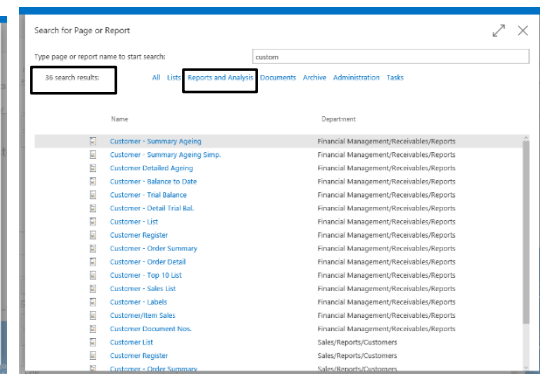 Search for Page or Report
Type page or report name to start search: custom
36 search results: All Lists Reports and Analysis Documents Archive Administration Tasks
Name Department
Customer - Summary Ageing Financial Management/Receivables/Reports
Customer - Summary Ageing Simp. Financial Management/Receivables/Reports
Customer Detailed Ageing Financial Management/Receivables/Reports
Customer - Balance to Date Financial Management/Receivables/Reports
Customer - Trial Balance Financial Management/Receivables/Reports
Customer - Detail Trial Bal. Financial Management/Receivables/Reports
Customer - List Financial Management/Receivables/Reports
Customer Register Financial Management/Receivables/Reports
Customer - Order Summary Financial Management/Receivables/Reports
Customer - Order Detail Financial Management/Receivables/Reports
Customer - Top 10 List Financial Management/Receivables/Reports
Customer - Sales List Financial Management/Receivables/Reports
Customer - Labels Financial Management/Receivables/Reports
Customer/Item Sales Financial Management/Receivables/Reports
Customer Document Nos. Financial Management/Receivables/Reports
Customer List Sales/Reports/Customers
Customer Register Sales/Reports/Customers
Customer - Order Summary Sales/Reports/Customers